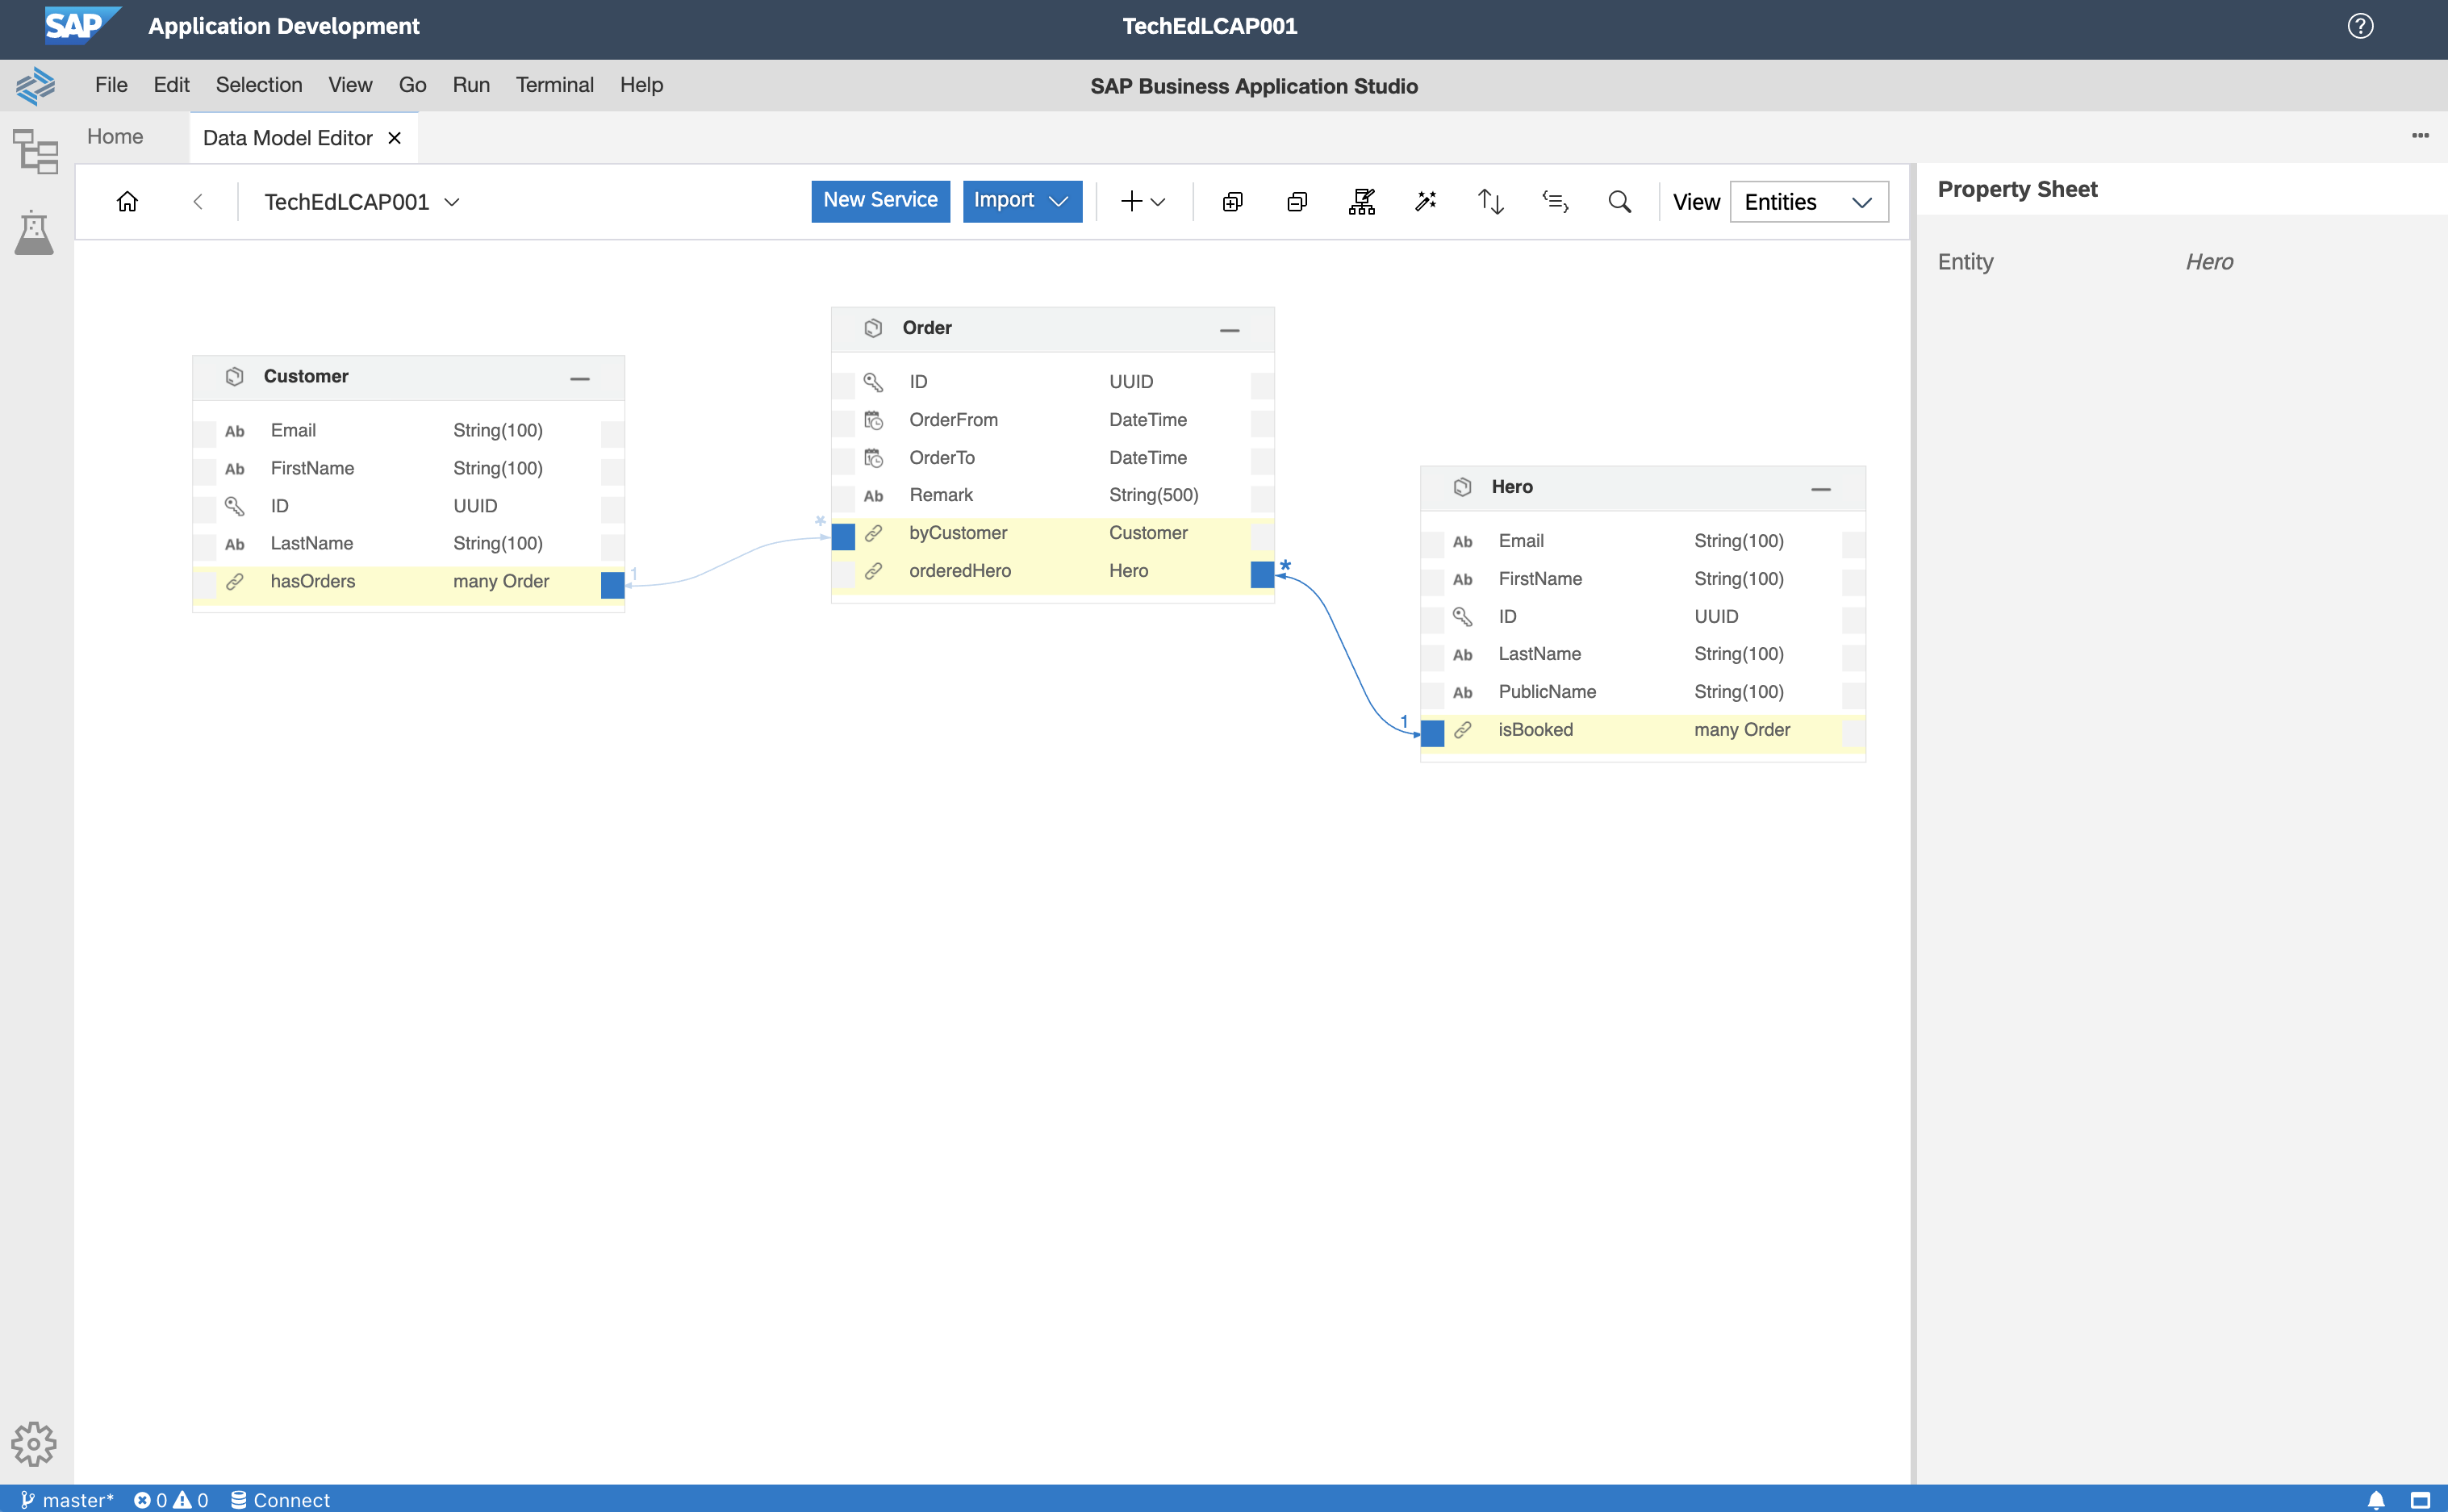 SAP Application Development TechEdLCAP001
File Edit Selection View Go Run Terminal Help SAP Business Application Studio
Home Data Model Editor
TechEdLCAP001 New Service Import View Entities
Property Sheet
Entity Hero
Customer
Ab Email String(100)
Ab FirstName String(100)
ID UUID
Ab LastName String(100)
hasOrders many Order
1
*
Order
ID UUID
OrderFrom DateTime
OrderTo DateTime
Ab Remark String(500)
byCustomer Customer
orderedHero Hero
*
1
Hero
Ab Email String(100)
Ab FirstName String(100)
ID UUID
Ab LastName String(100)
Ab PublicName String(100)
isBooked many Order
master* 0 0 Connect